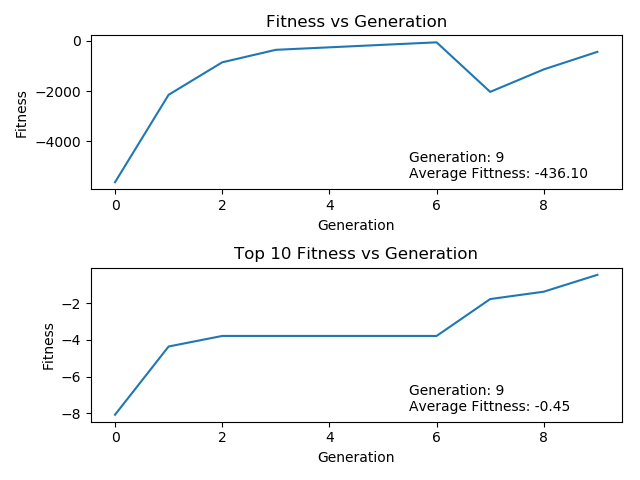 Fitness vs Generation
0
−2000
−4000
Fitness
Generation: 9
Average Fittness: -436.10
0 2 4 6 8
Generation
Top 10 Fitness vs Generation
−2
−4
−6
−8
Fitness
Generation: 9
Average Fittness: -0.45
0 2 4 6 8
Generation